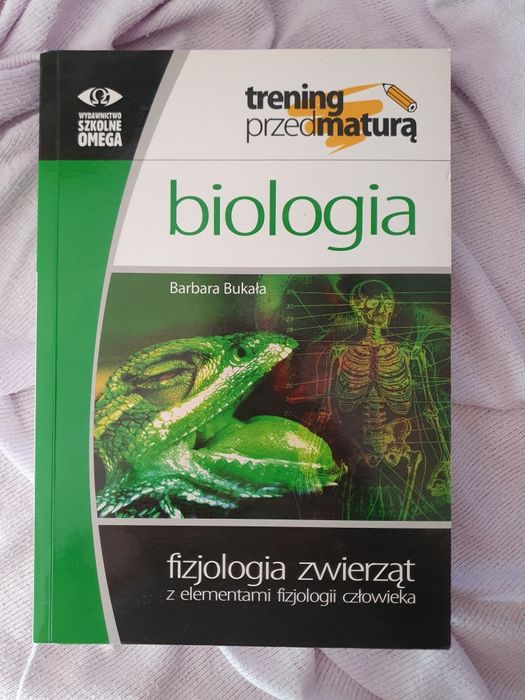 WYDAWNICTWO
SZKOLNE
OMEGA
trening
przedmaturą
biologia
Barbara Bukała
fizjologia zwierząt
z elementami fizjologii człowieka